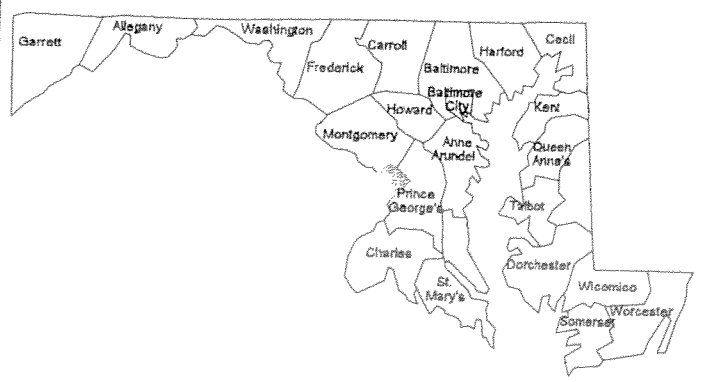 Garrett
Allegany
Washington
Frederick
Carroll
Baltimore
Harford
Cecil
Baltimore
City
Howard
Kent
Montgomery
Anne
Arundel
Queen
Anne's
Prince
George's
Talbot
Charles
St.
Mary's
Dorchester
Wicomico
Somerset
Worcester